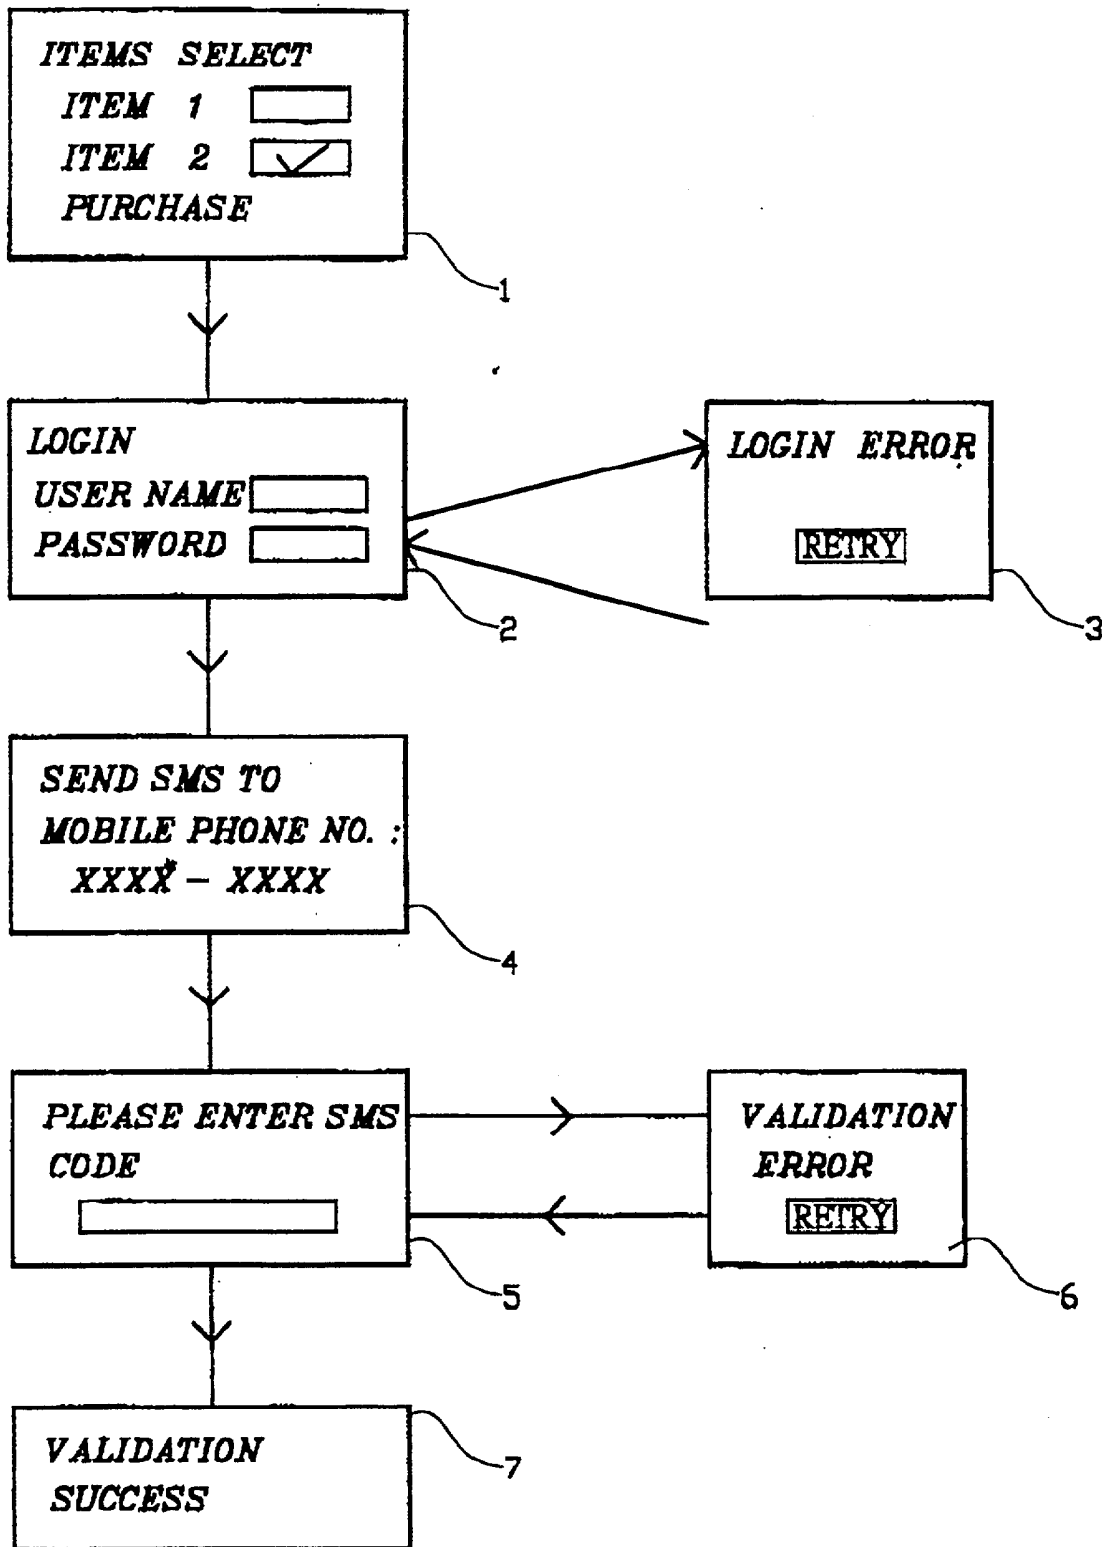 ITEMS SELECT
ITEM 1
ITEM 2
PURCHASE
1
LOGIN
USER NAME
PASSWORD
2
LOGIN ERROR
RETRY
3
SEND SMS TO
MOBILE PHONE NO. :
XXXX* - XXXX
4
PLEASE ENTER SMS
CODE
5
VALIDATION
ERROR
RETRY
6
VALIDATION
SUCCESS
7